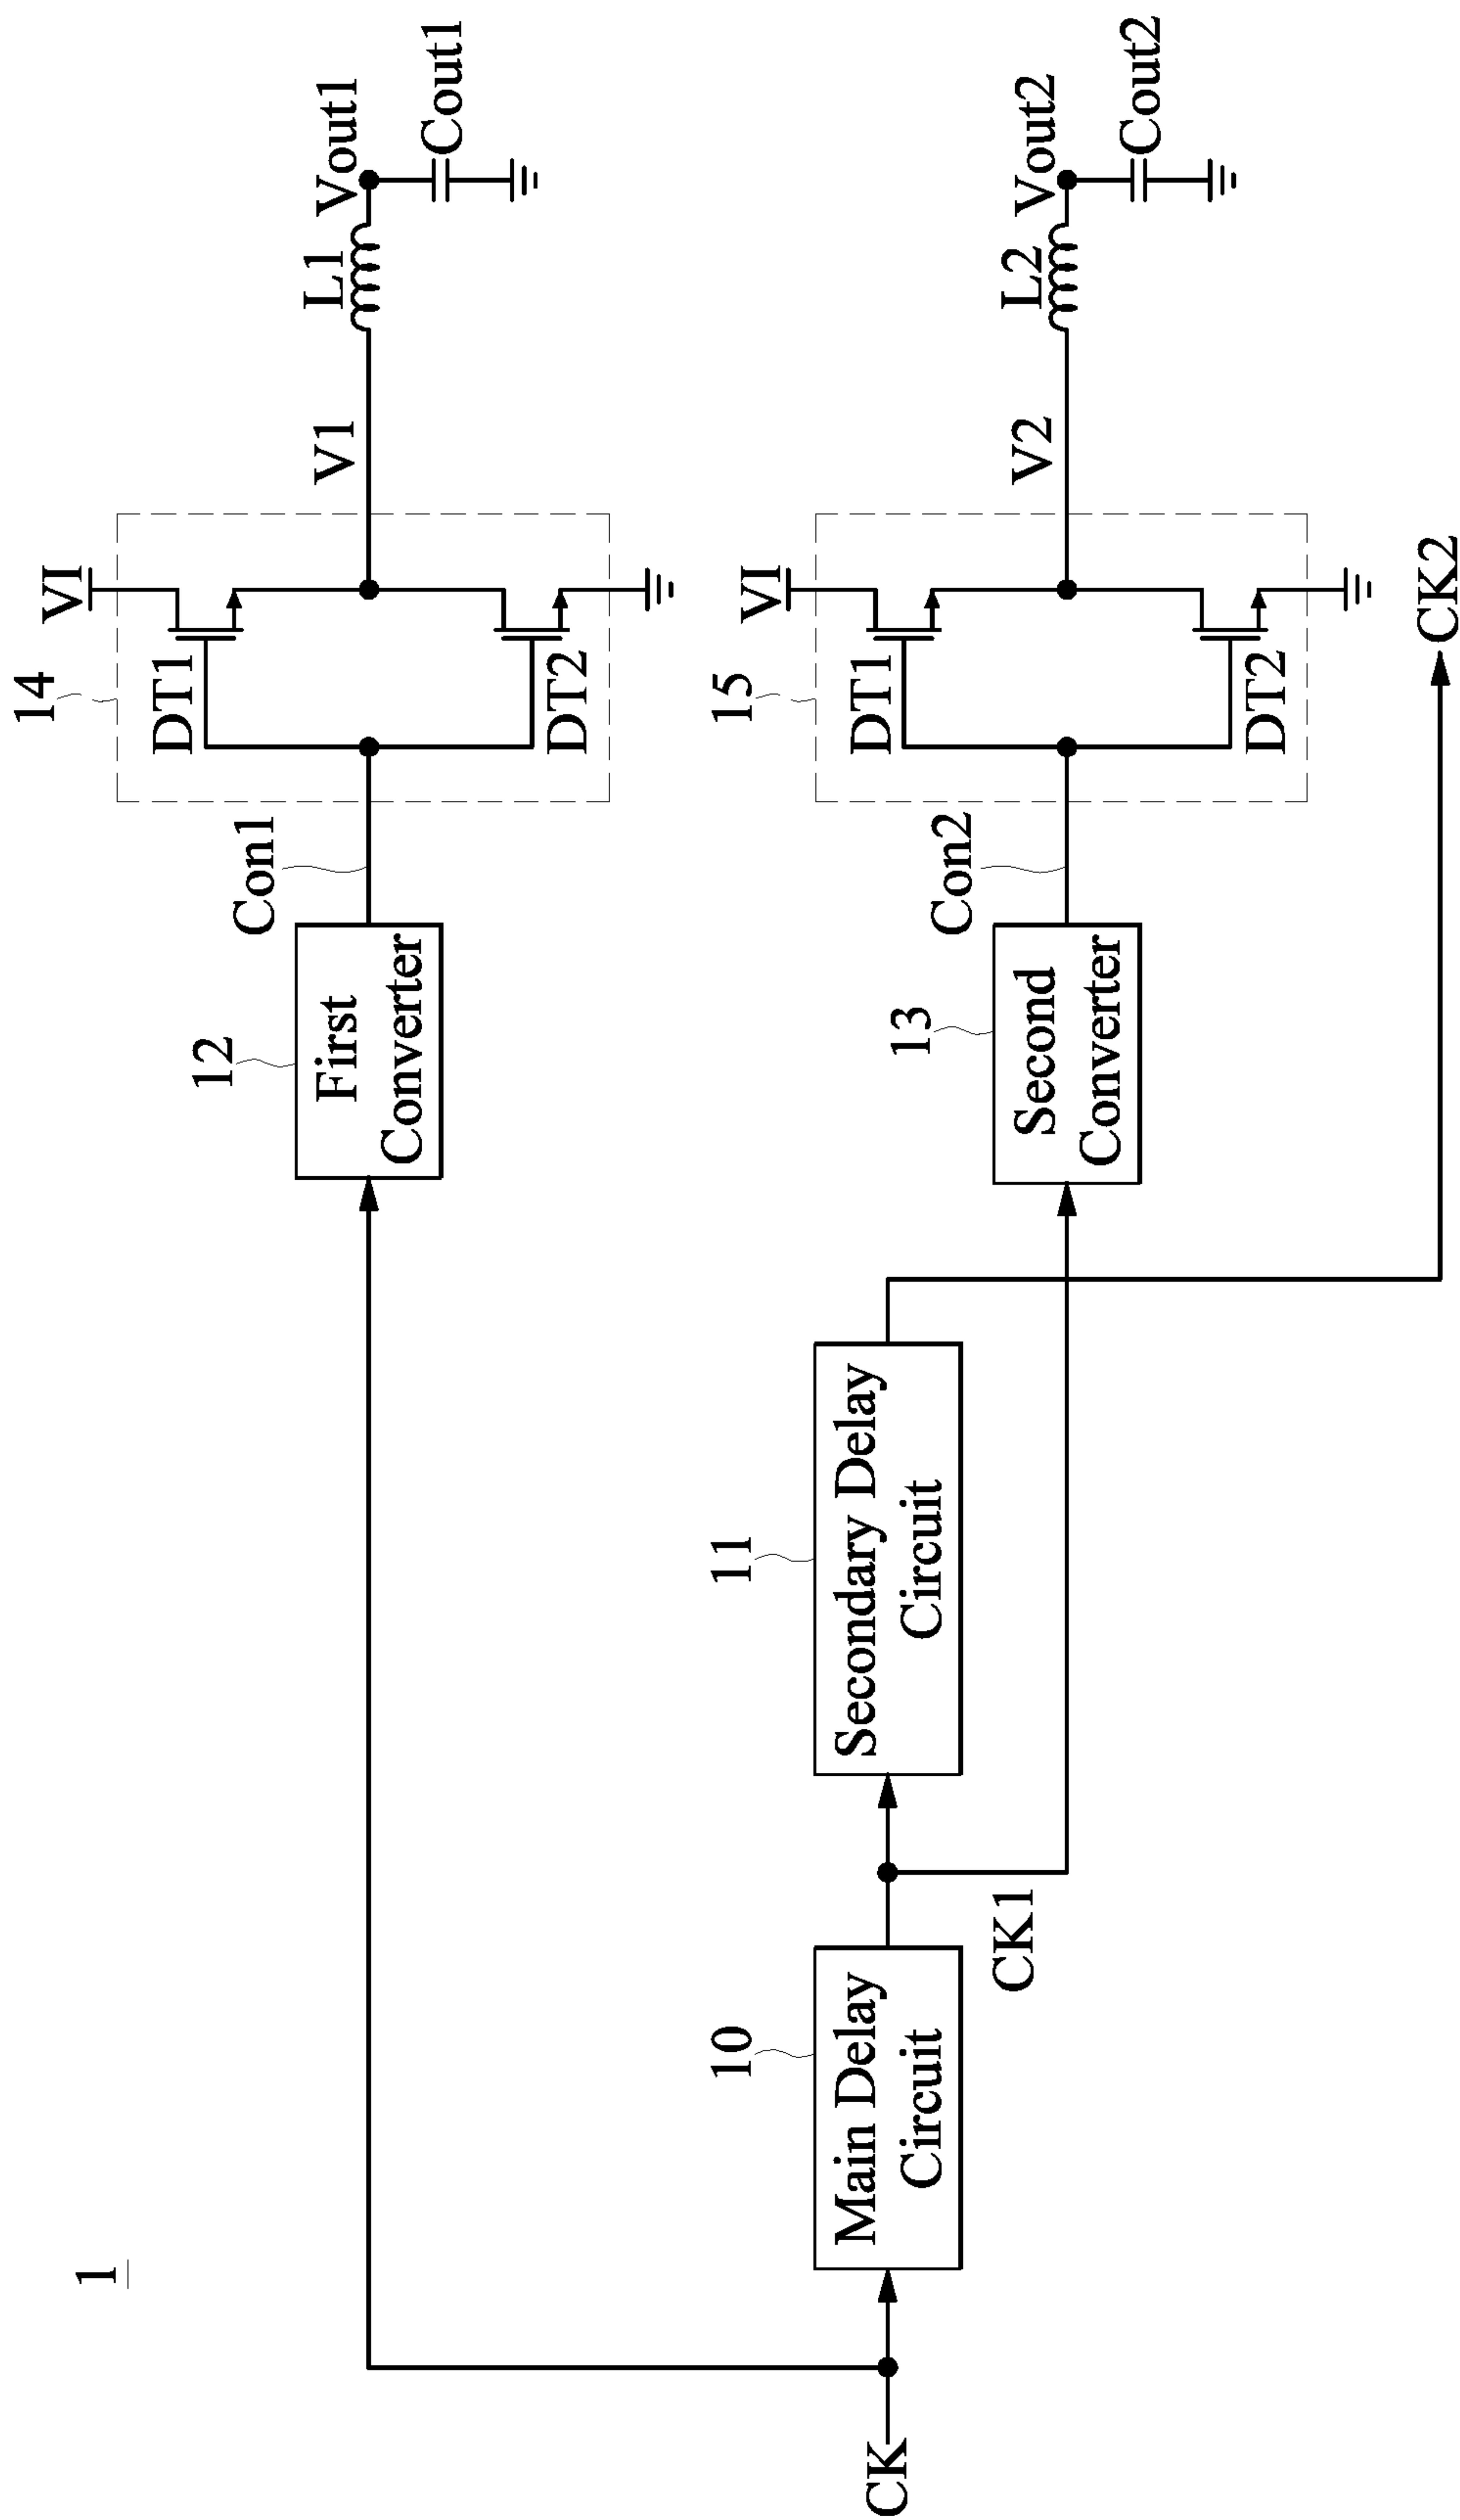 1
14
VI
DT1
DT2
12
First
Converter
Con1
V1
L1
Vout1
Cout1
15
VI
DT1
DT2
13
Second
Converter
Con2
V2
L2
Vout2
Cout2
CK
10
Main Delay
Circuit
CK1
11
Secondary Delay
Circuit
CK2